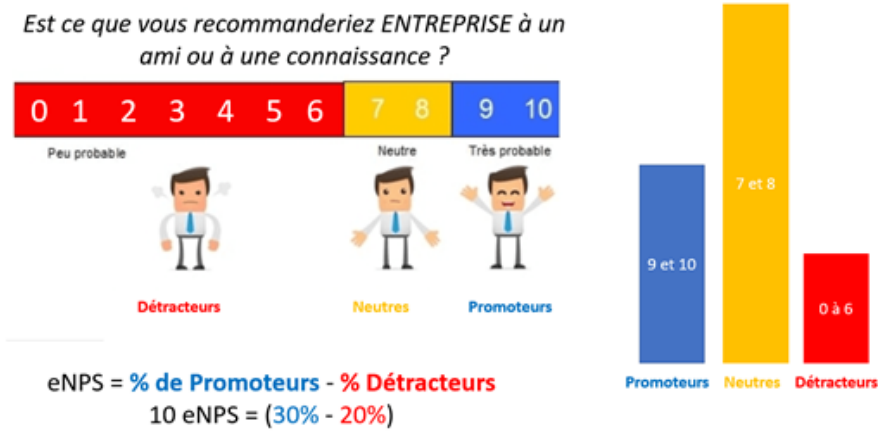 Est ce que vous recommanderiez ENTREPRISE à un
ami ou à une connaissance ?
0 1 2 3 4 5 6 7 8 9 10
Peu probable Neutre Très probable
Détracteurs Neutres Promoteurs
eNPS = % de Promoteurs - % Détracteurs
10 eNPS = (30% - 20%)
7 et 8
9 et 10
0 à 6
Promoteurs Neutres Détracteurs